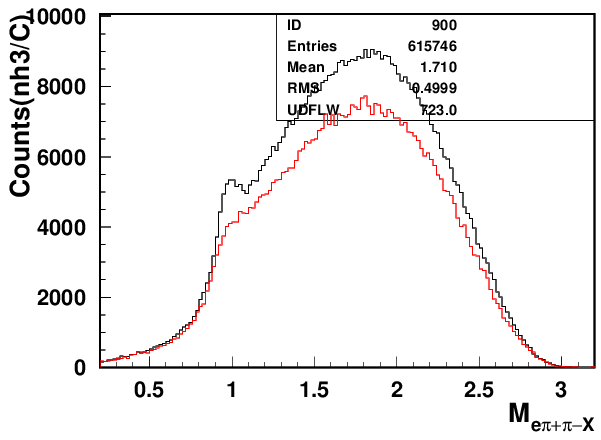 Counts(nh3/C)
10000
8000
6000
4000
2000
0
ID 900
Entries 615746
Mean 1.710
RMS 0.4999
UDFLW 723.0
0.5 1 1.5 2 2.5 3
M eπ+π−X